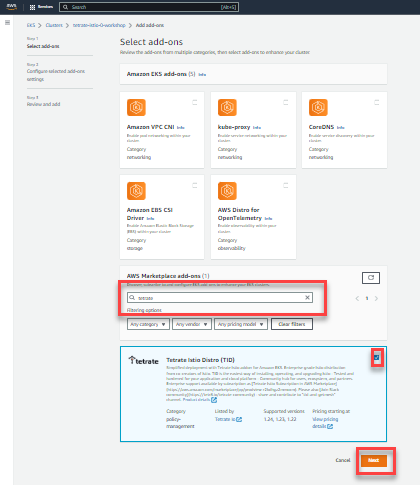 aws
Services
Search
[Alt+S]
EKS > Clusters > tetrate-istio-0-workshop > Add add-ons
Step 1
Select add-ons
Step 2
Configure selected add-ons
settings
Step 3
Review and add
Select add-ons
Review the add-ons from multiple categories, then select add-ons to enhance your cluster.
Amazon EKS add-ons (5) Info
Amazon VPC CNI Info
Enable pod networking within your
cluster.
Category
networking
kube-proxy Info
Enable service networking within your
cluster.
Category
networking
CoreDNS Info
Enable service discovery within your
cluster.
Category
networking
Amazon EBS CSI
Driver Info
Enable Amazon Elastic Block Storage
(EBS) within your cluster.
Category
storage
AWS Distro for
OpenTelemetry Info
Enable observability within your
cluster.
Category
observability
AWS Marketplace add-ons (1)
tetrate
Filtering options
Any category
Any vendor
Any pricing model
Clear filters
1
tetrate
Tetrate Istio Distro (TID)
Product details
Category
policy-
management
Listed by
Tetrate io
Supported versions
1.24, 1.23, 1.22
Pricing starting at
View pricing
details
Cancel
Next